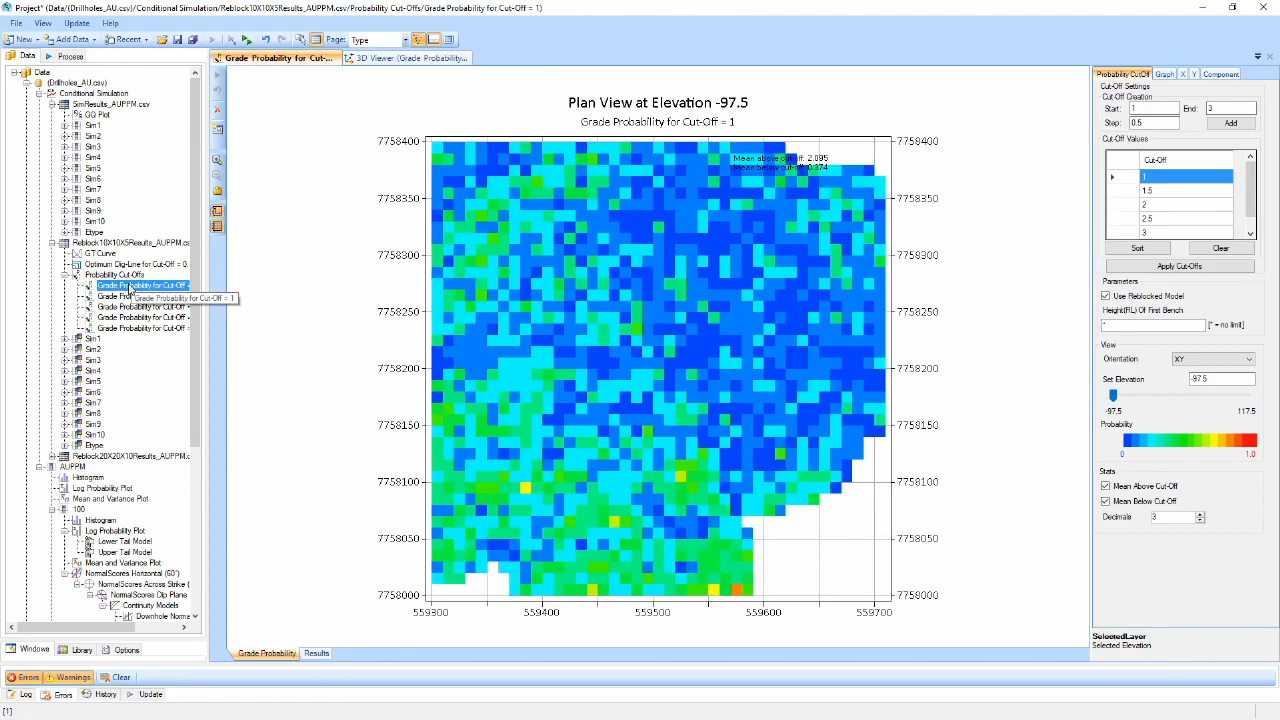 Project* (Data/(Drillholes_AU.csv)/Conditional Simulation/Reblock10X10X5Results_AUPPM.csv/Probability Cut-Offs/Grade Probability for Cut-Off = 1)
File View Update Help
New Add Data Recent Page: Type
Data Process
Grade Probability for Cut-... 3D Viewer (Grade Probability...
Data
(Drillholes_AU.csv)
Conditional Simulation
SimResults_AUPPM.csv
QQ Plot
Sim1
Sim2
Sim3
Sim4
Sim5
Sim6
Sim7
Sim8
Sim9
Sim10
Etype
Reblock10X10X5Results_AUPPM.cs
GT Curve
Optimum Dig-Line for Cut-Off = 0.
Probability Cut-Offs
Grade Probability for Cut-Off
Grade Prob
Grade Probability for Cut-Off = 1
Grade Probability for Cut-Off
Grade Probability for Cut-Off
Grade Probability for Cut-Off =
Sim1
Sim2
Sim3
Sim4
Sim5
Sim6
Sim7
Sim8
Sim9
Sim10
Etype
Reblock20X20X10Results_AUPPM.c
AUPPM
Histogram
Log Probability Plot
Mean and Variance Plot
100
Histogram
Log Probability Plot
Lower Tail Model
Upper Tail Model
Mean and Variance Plot
NormalScores Horizontal (60°)
NormalScores Across Strike (
NormalScores Dip Plane
Continuity Models
Downhole Norma
Windows Library Options
Plan View at Elevation -97.5
Grade Probability for Cut-Off = 1
Mean above cut-off: 2.095
Mean below cut-off: 0.374
7758400 7758400
7758350 7758350
7758300 7758300
7758250 7758250
7758200 7758200
7758150 7758150
7758100 7758100
7758050 7758050
7758000 7758000
559300 559400 559500 559600 559700
Grade Probability Results
Probability CutOff Graph X Y Component
Cut-Off Settings
Cut-Off Creation
Start: 1 End: 3
Step: 0.5 Add
Cut-Off Values
Cut-Off
1
1.5
2
2.5
3
Sort Clear
Apply Cut-Offs
Parameters
Use Reblocked Model
Height(RL) Of First Bench
* [* = no limit]
View
Orientation XY
Set Elevation -97.5
-97.5 117.5
Probability
0 1.0
Stats
Mean Above Cut-Off
Mean Below Cut-Off
Decimals 3
SelectedLayer
Selected Elevation
Errors Warnings Clear
Log Errors History Update
[1]